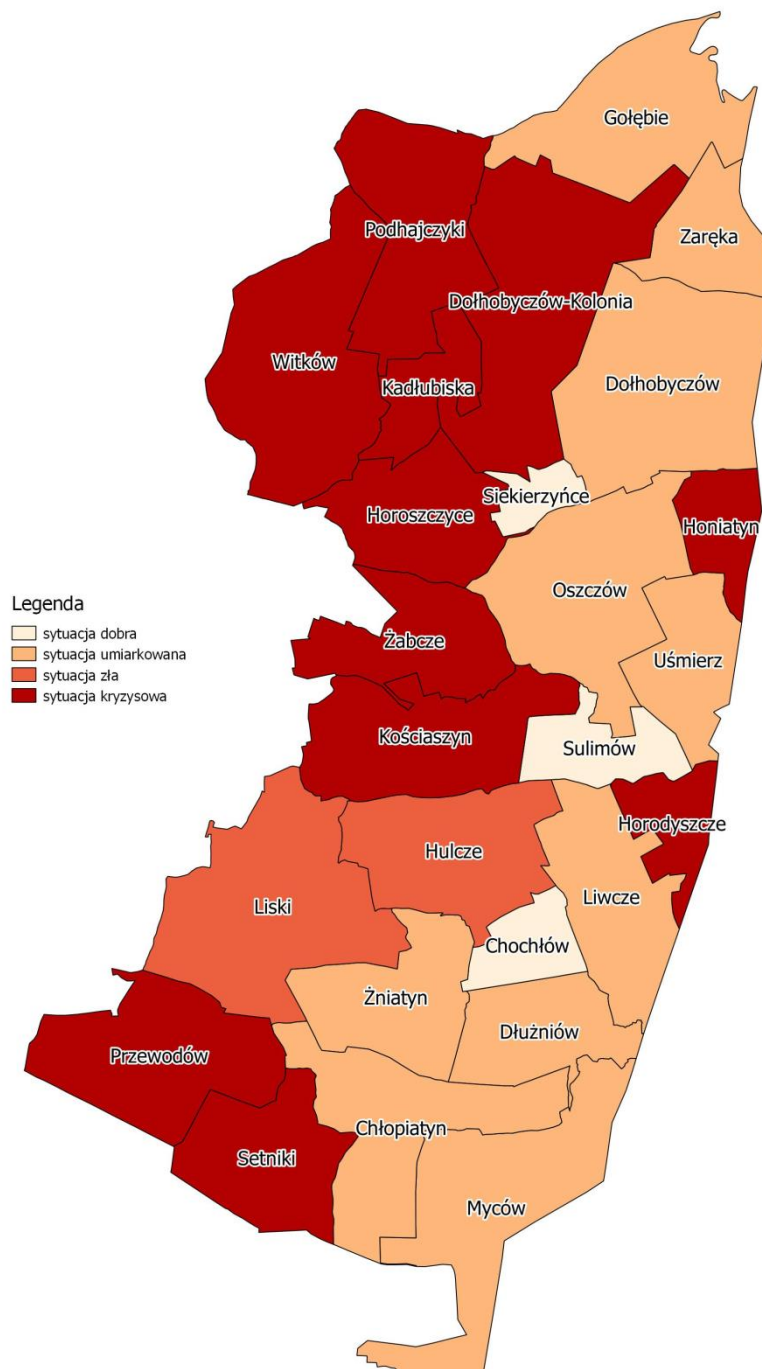 Gołębie
Podhajczyki
Zaręka
Dołhobyczów-Kolonia
Witków
Kadłubiska
Dołhobyczów
Siekierzyńce
Horoszczyce
Honiatyn
Oszczów
Legenda
sytuacja dobra
sytuacja umiarkowana
sytuacja zła
sytuacja kryzysowa
Żabcze
Uśmierz
Kościaszyn
Sulimów
Horodyszcze
Hulcze
Liski
Liwcze
Chochłów
Żniatyn
Dłużniów
Przewodów
Chłopiatyn
Setniki
Myców